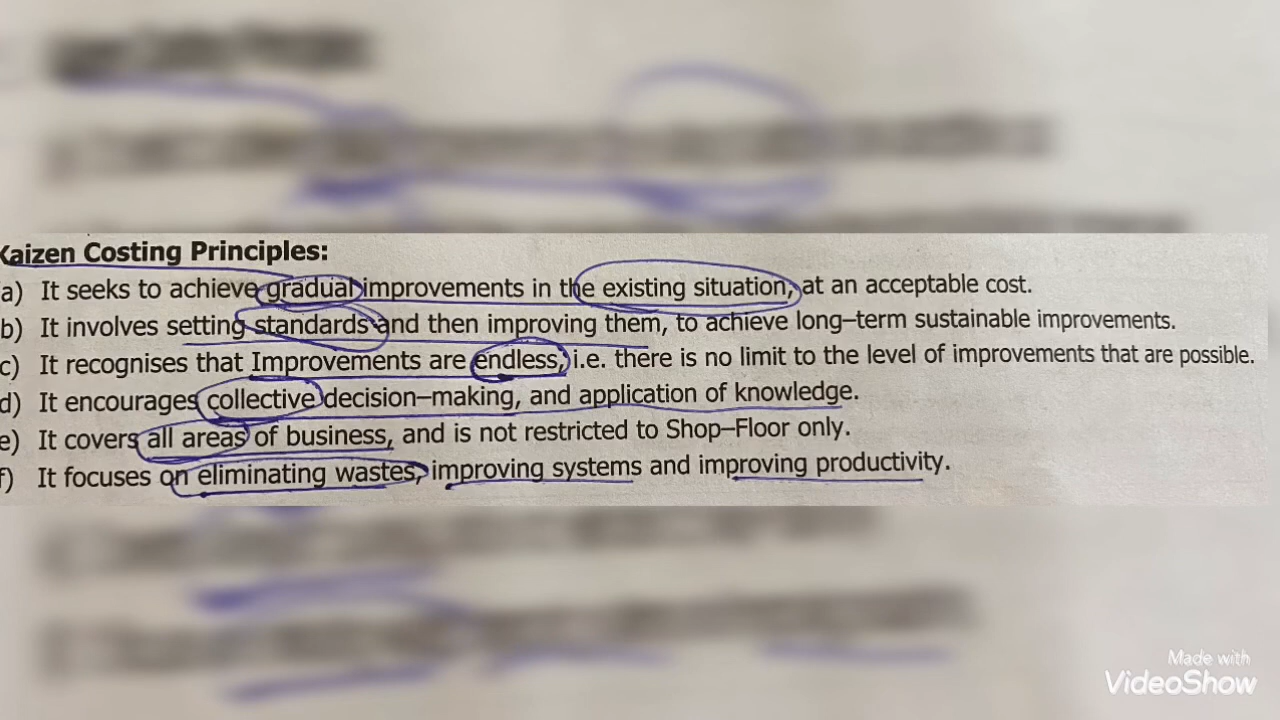 Kaizen Costing Principles:
a) It seeks to achieve gradual improvements in the existing situation, at an acceptable cost.
b) It involves setting standards and then improving them, to achieve long–term sustainable improvements.
c) It recognises that Improvements are endless, i.e. there is no limit to the level of improvements that are possible.
d) It encourages collective decision–making, and application of knowledge.
e) It covers all areas of business, and is not restricted to Shop–Floor only.
f) It focuses on eliminating wastes, improving systems and improving productivity.
Made with
VideoShow